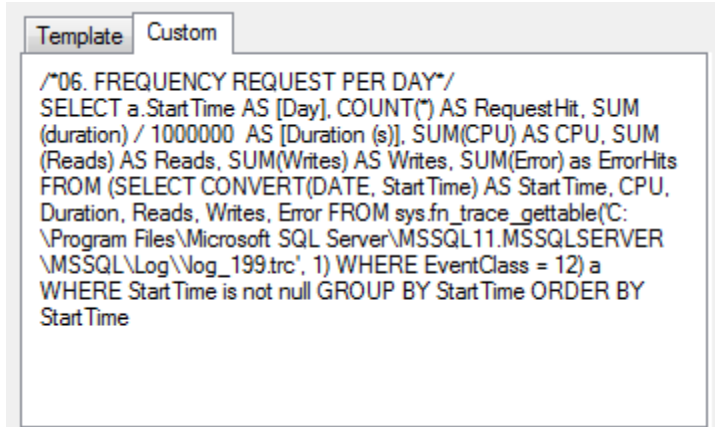 Template Custom
/*06. FREQUENCY REQUEST PER DAY*/
SELECT a.StartTime AS [Day], COUNT(*) AS RequestHit, SUM
(duration) / 1000000  AS [Duration (s)], SUM(CPU) AS CPU, SUM
(Reads) AS Reads, SUM(Writes) AS Writes, SUM(Error) as ErrorHits
FROM (SELECT CONVERT(DATE, StartTime) AS StartTime, CPU,
Duration, Reads, Writes, Error FROM sys.fn_trace_gettable('C:
\Program Files\Microsoft SQL Server\MSSQL11.MSSQLSERVER
\MSSQL\Log\\log_199.trc', 1) WHERE EventClass = 12) a
WHERE StartTime is not null GROUP BY StartTime ORDER BY
StartTime